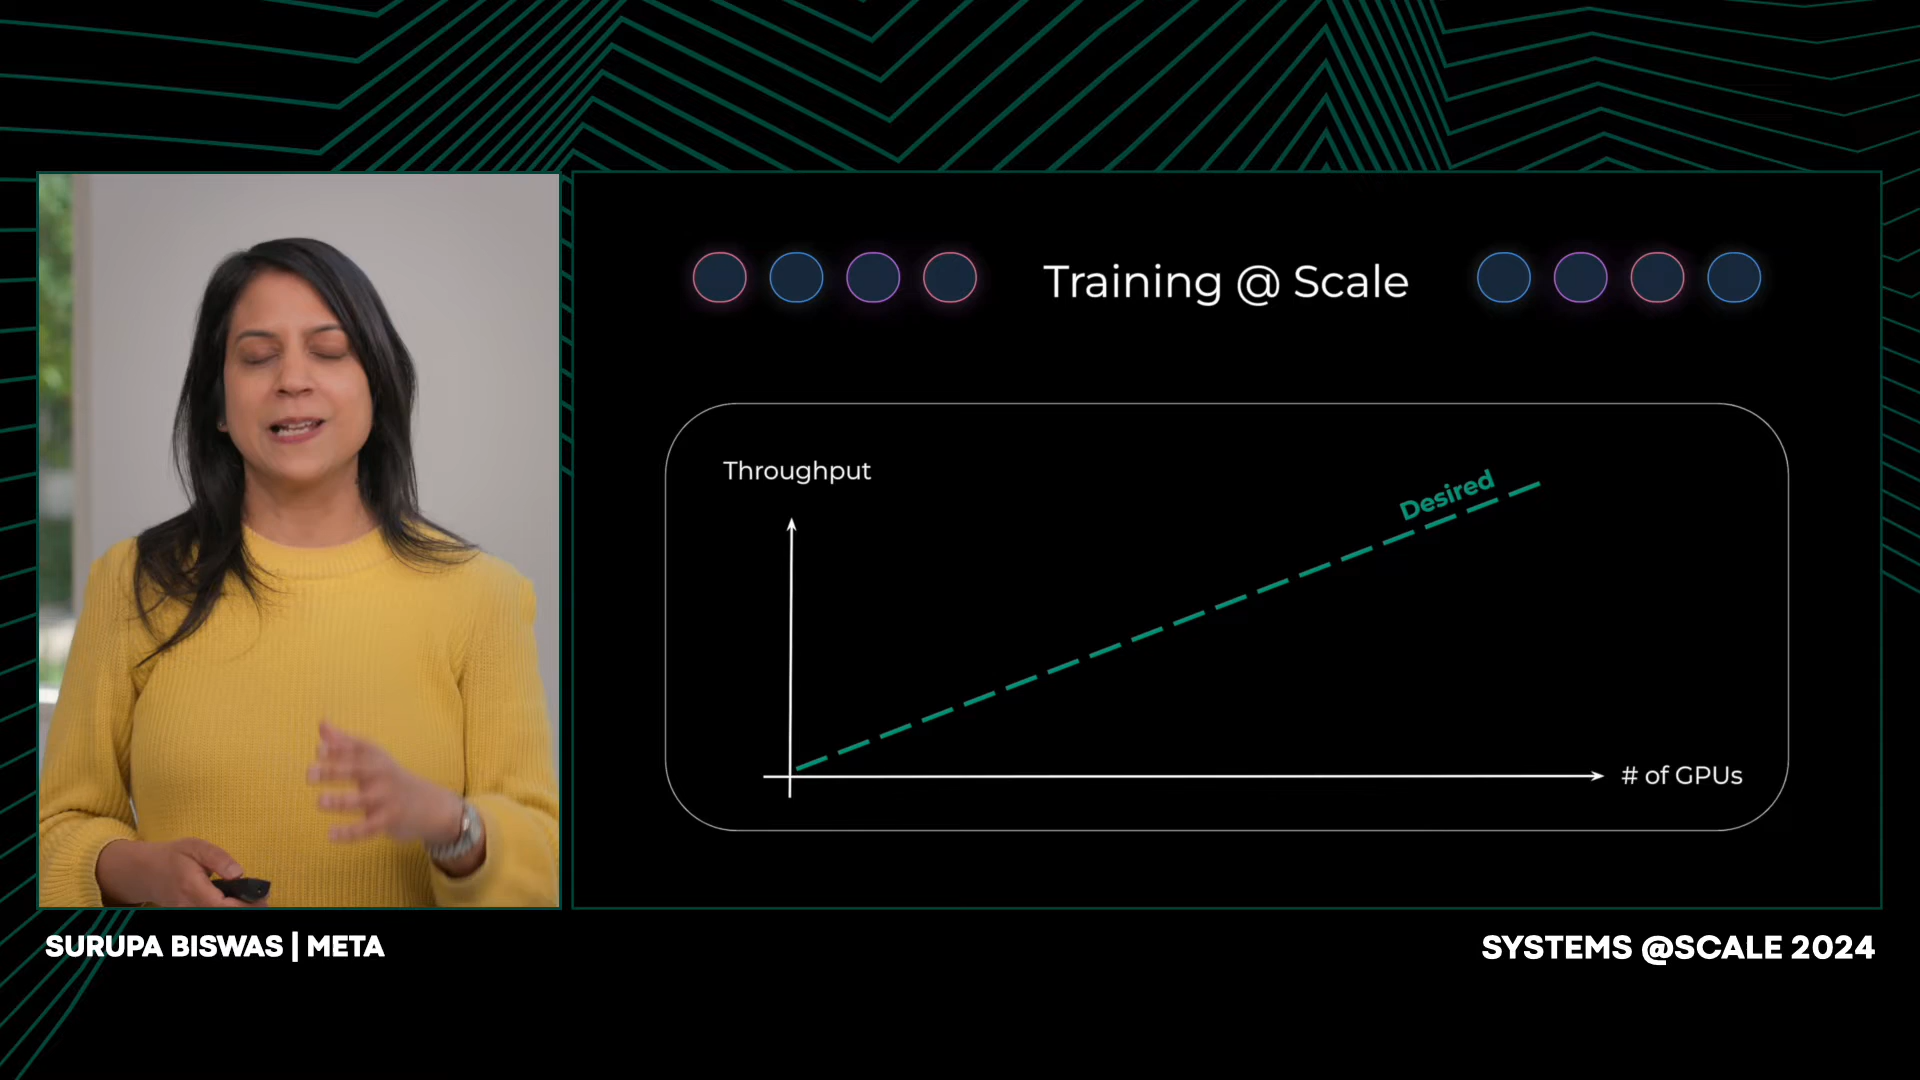 Training @ Scale
Throughput
Desired
# of GPUs
SURUPA BISWAS | META
SYSTEMS @SCALE 2024